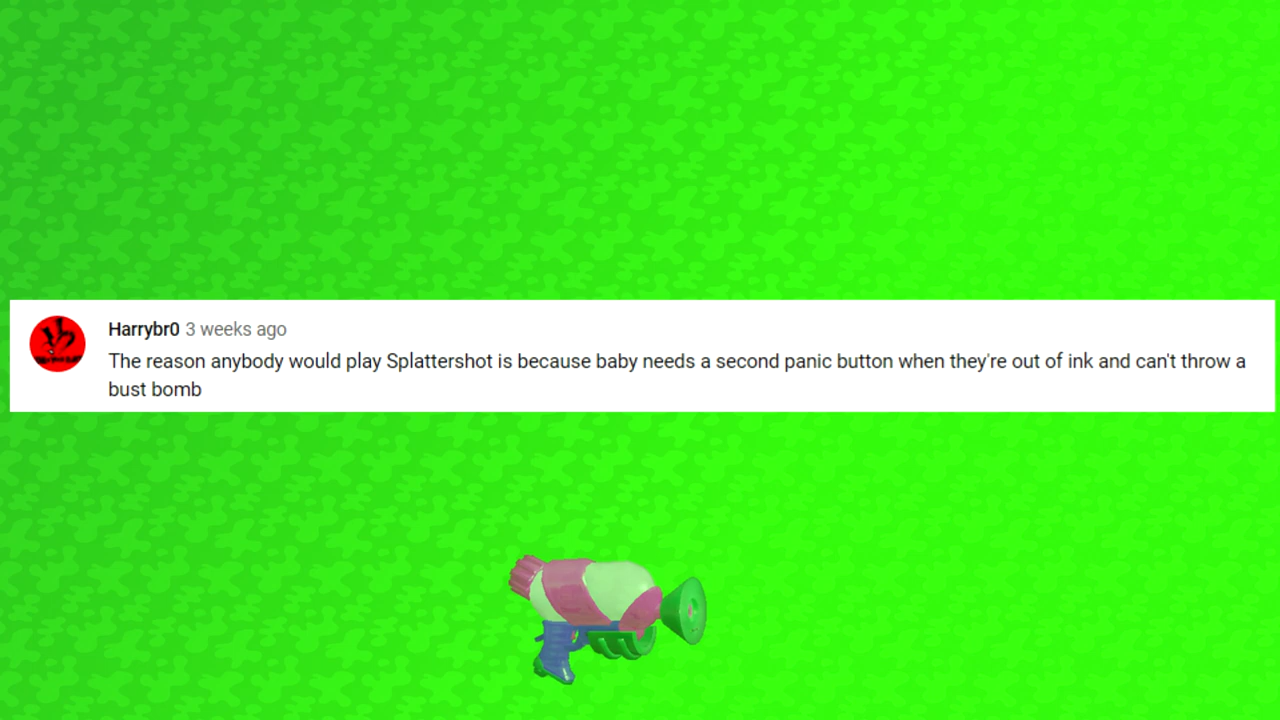 Harrybr0 3 weeks ago
The reason anybody would play Splattershot is because baby needs a second panic button when they're out of ink and can't throw a
bust bomb